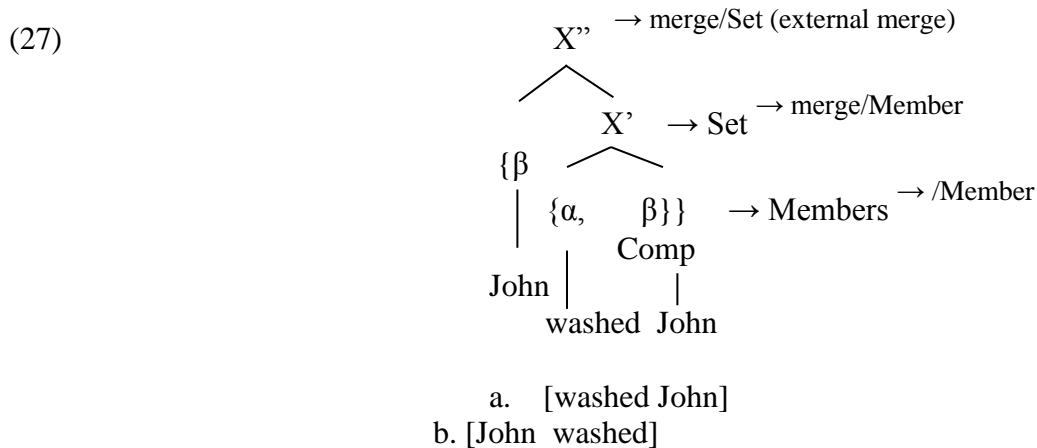 (27)
X” → merge/Set (external merge)
X’ → Set → merge/Member
{β
{α, β}} → Members → /Member
Comp
John
washed John
a. [washed John]
b. [John washed]